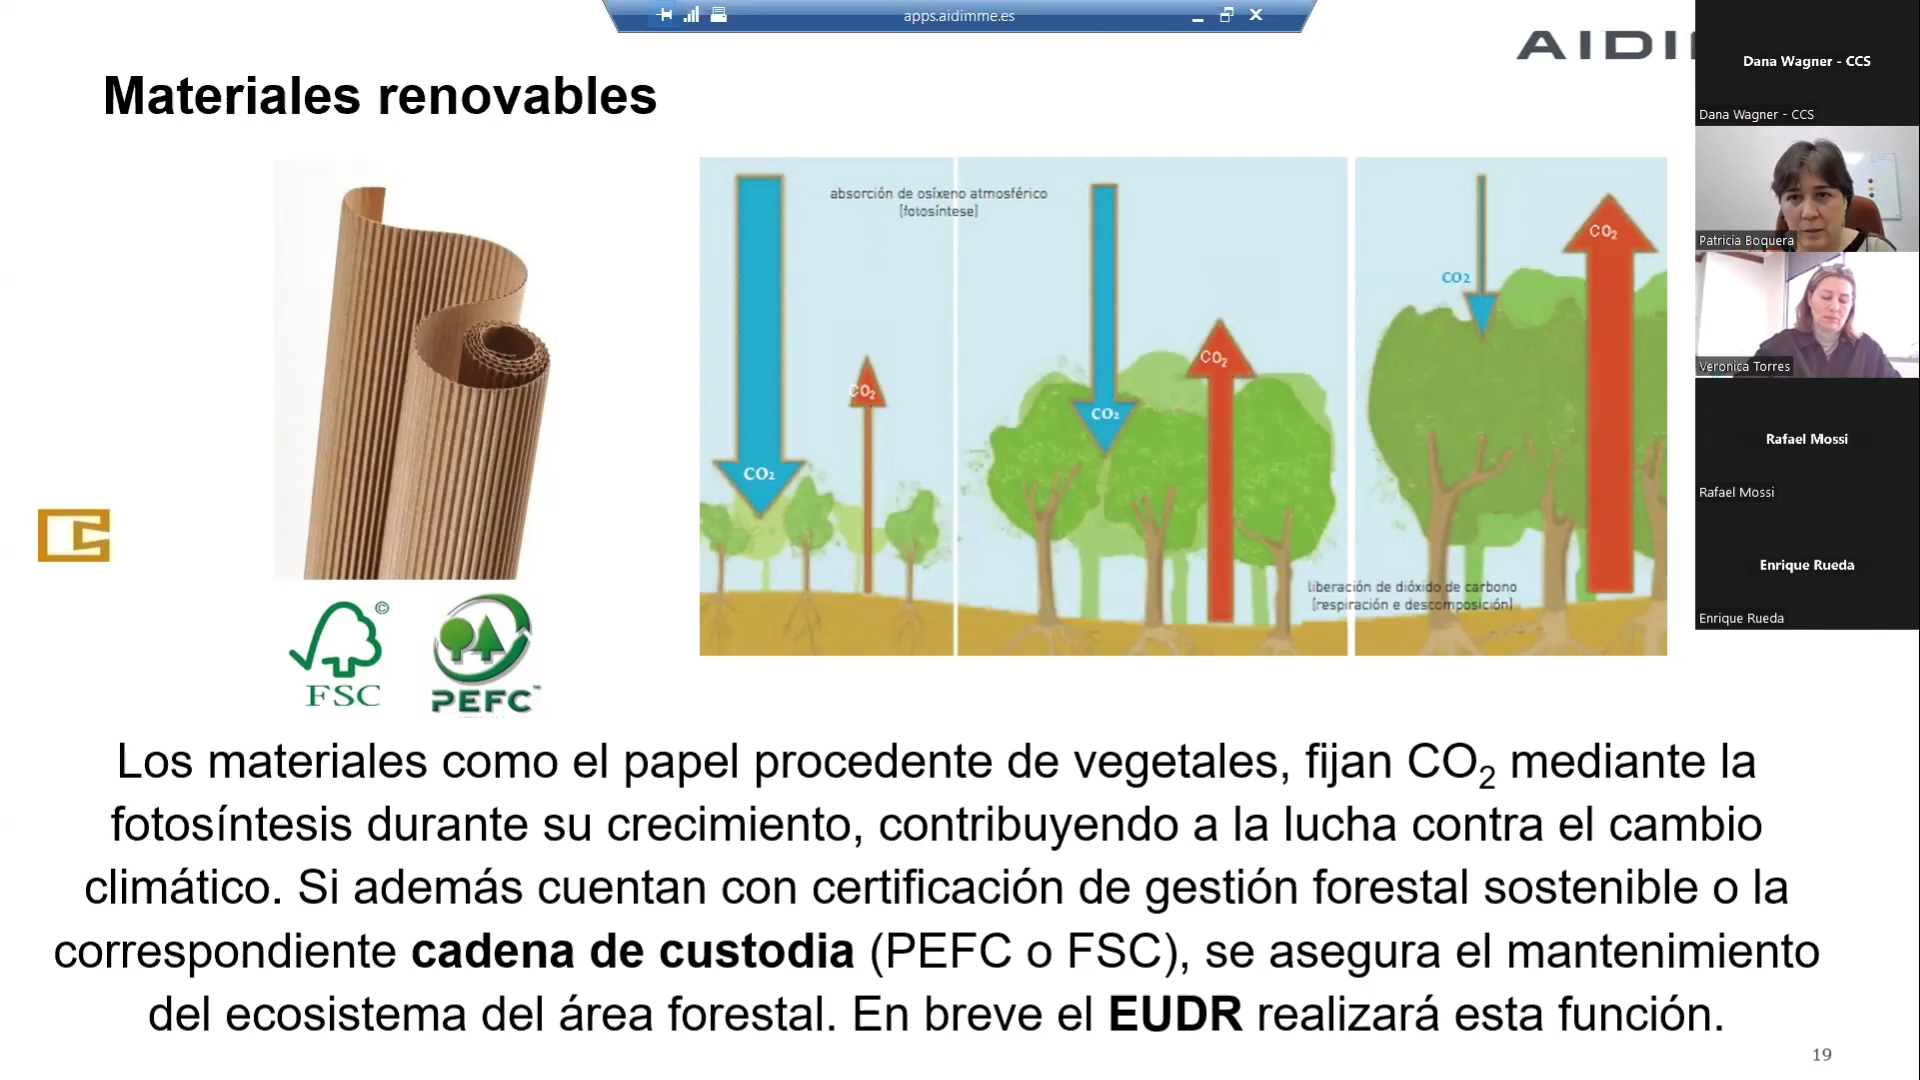 apps.aidimme.es
AIDI
Materiales renovables
Dana Wagner - CCS
Dana Wagner - CCS
Patricia Boquera
Veronica Torres
Rafael Mossi
Rafael Mossi
Enrique Rueda
Enrique Rueda
absorción de osíxeno atmosférico
[fotosíntese]
CO₂
CO₂
CO₂
CO₂
CO2
CO₂
liberación de dióxido de carbono
[respiración e descomposición]
©
FSC
PEFC™
Los materiales como el papel procedente de vegetales, fijan CO₂ mediante la
fotosíntesis durante su crecimiento, contribuyendo a la lucha contra el cambio
climático. Si además cuentan con certificación de gestión forestal sostenible o la
correspondiente cadena de custodia (PEFC o FSC), se asegura el mantenimiento
del ecosistema del área forestal. En breve el EUDR realizará esta función.
19